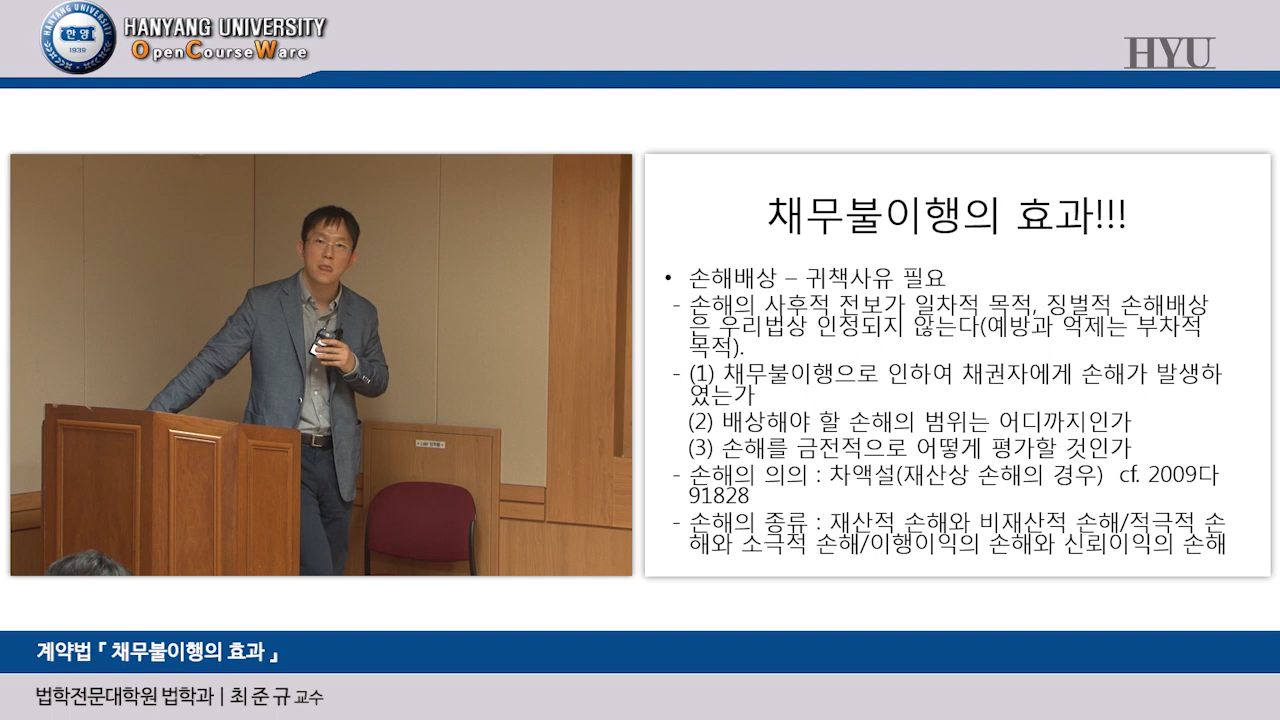 HANYANG UNIVERSITY
한양
1939
HANYANG UNIVERSITY
OpenCourseWare
HYU
채무불이행의 효과!!!
• 손해배상 – 귀책사유 필요
- 손해의 사후적 전보가 일차적 목적, 징벌적 손해배상
은 우리법상 인정되지 않는다(예방과 억제는 부차적
목적).
- (1) 채무불이행으로 인하여 채권자에게 손해가 발생하
였는가
(2) 배상해야 할 손해의 범위는 어디까지인가
(3) 손해를 금전적으로 어떻게 평가할 것인가
- 손해의 의의 : 차액설(재산상 손해의 경우) cf. 2009다
91828
- 손해의 종류 : 재산적 손해와 비재산적 손해/적극적 손
해와 소극적 손해/이행이익의 손해와 신뢰이익의 손해
계약법 「 채무불이행의 효과 」
법학전문대학원 법학과 | 최 준 규 교수